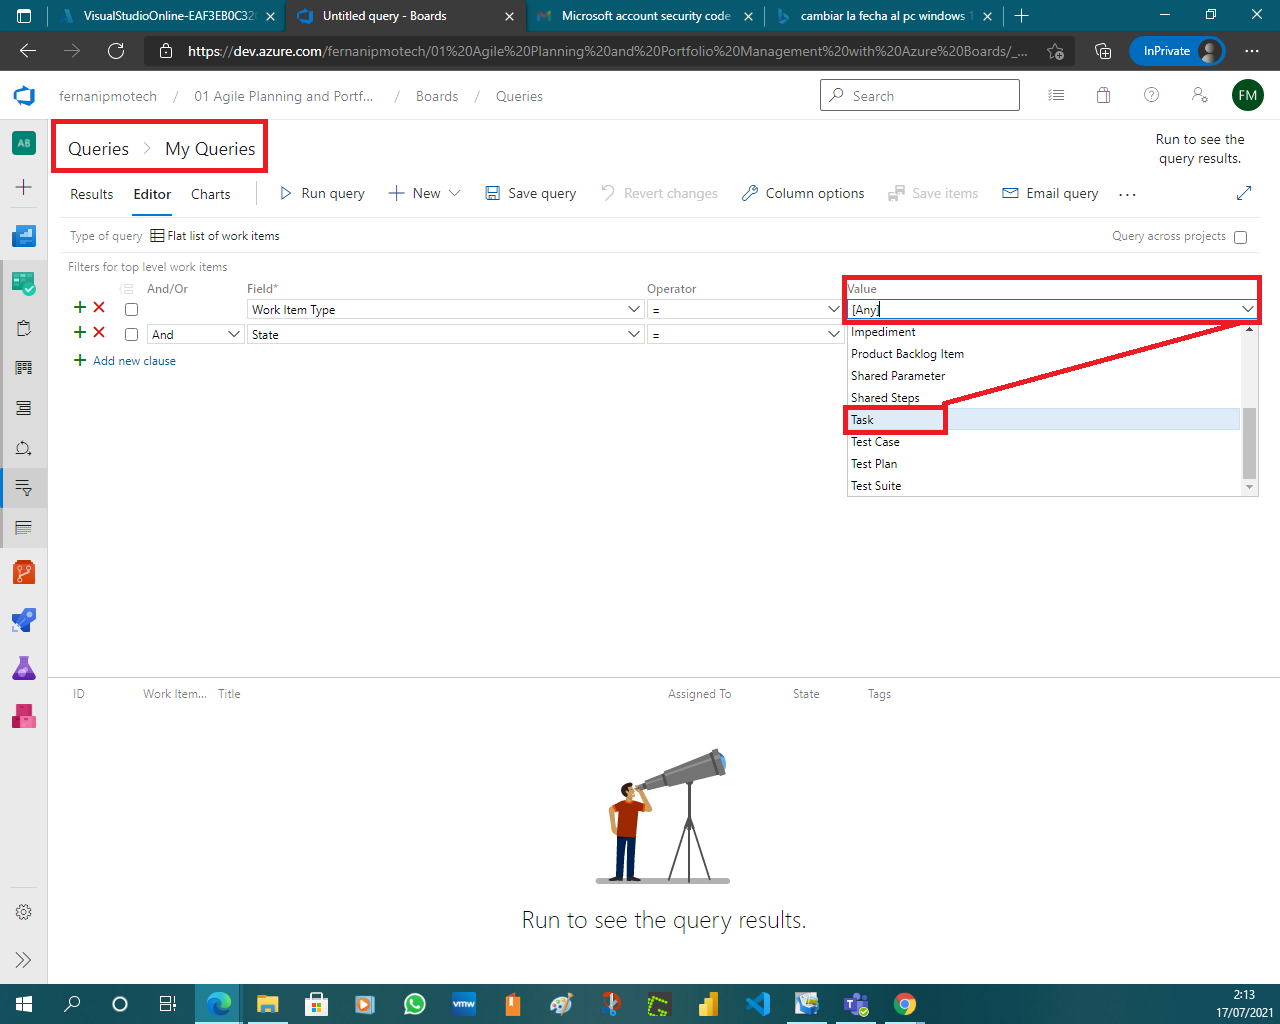 VisualStudioOnline-EAF3EB0C32
Untitled query - Boards
Microsoft account security code
cambiar la fecha al pc windows 1
https://dev.azure.com/fernanipmotech/01%20Agile%20Planning%20and%20Portfolio%20Management%20with%20Azure%20Boards/_...
InPrivate
fernanipmotech / 01 Agile Planning and Portf... / Boards / Queries
Search
FM
AB
Queries > My Queries
Run to see the
query results.
Results Editor Charts
Run query
New
Save query
Revert changes
Column options
Save items
Email query
...
Type of query Flat list of work items
Query across projects
Filters for top level work items
And/Or Field* Operator Value
Work Item Type = [Any]
And State =
Add new clause
Impediment
Product Backlog Item
Shared Parameter
Shared Steps
Task
Test Case
Test Plan
Test Suite
ID Work Item... Title Assigned To State Tags
Run to see the query results.
vmw
2:13
17/07/2021